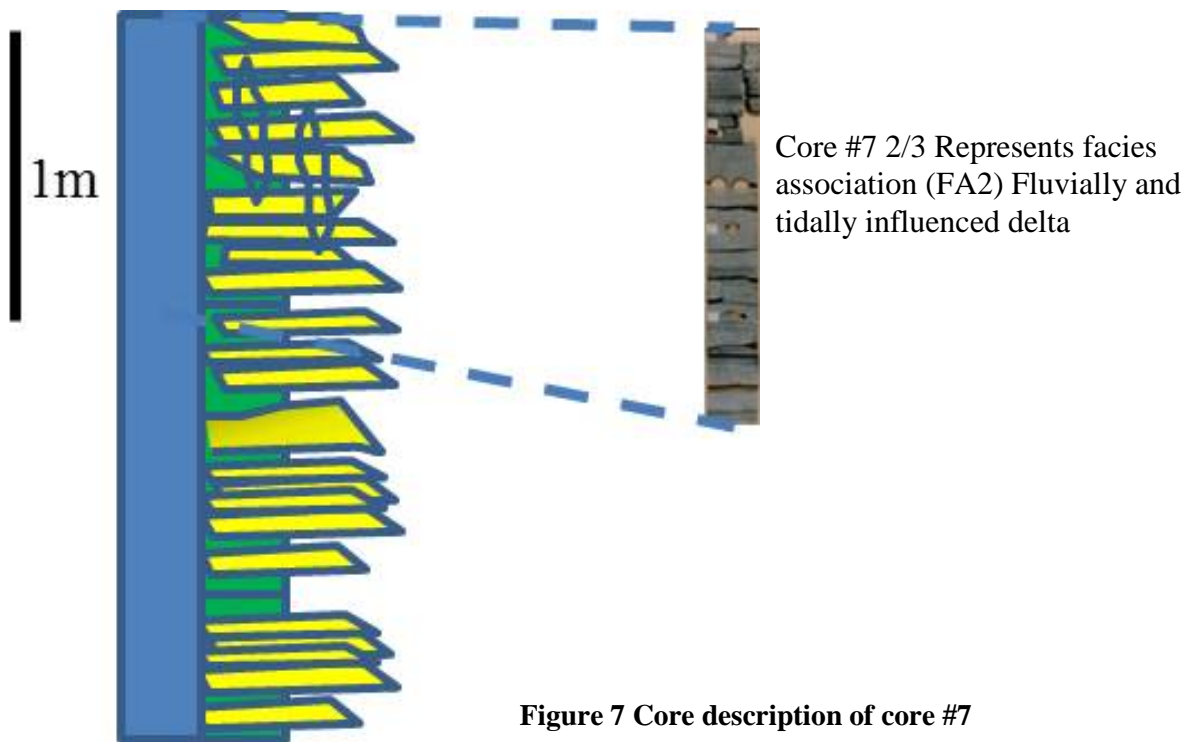 1m
Core #7 2/3 Represents facies
association (FA2) Fluvially and
tidally influenced delta
Figure 7 Core description of core #7